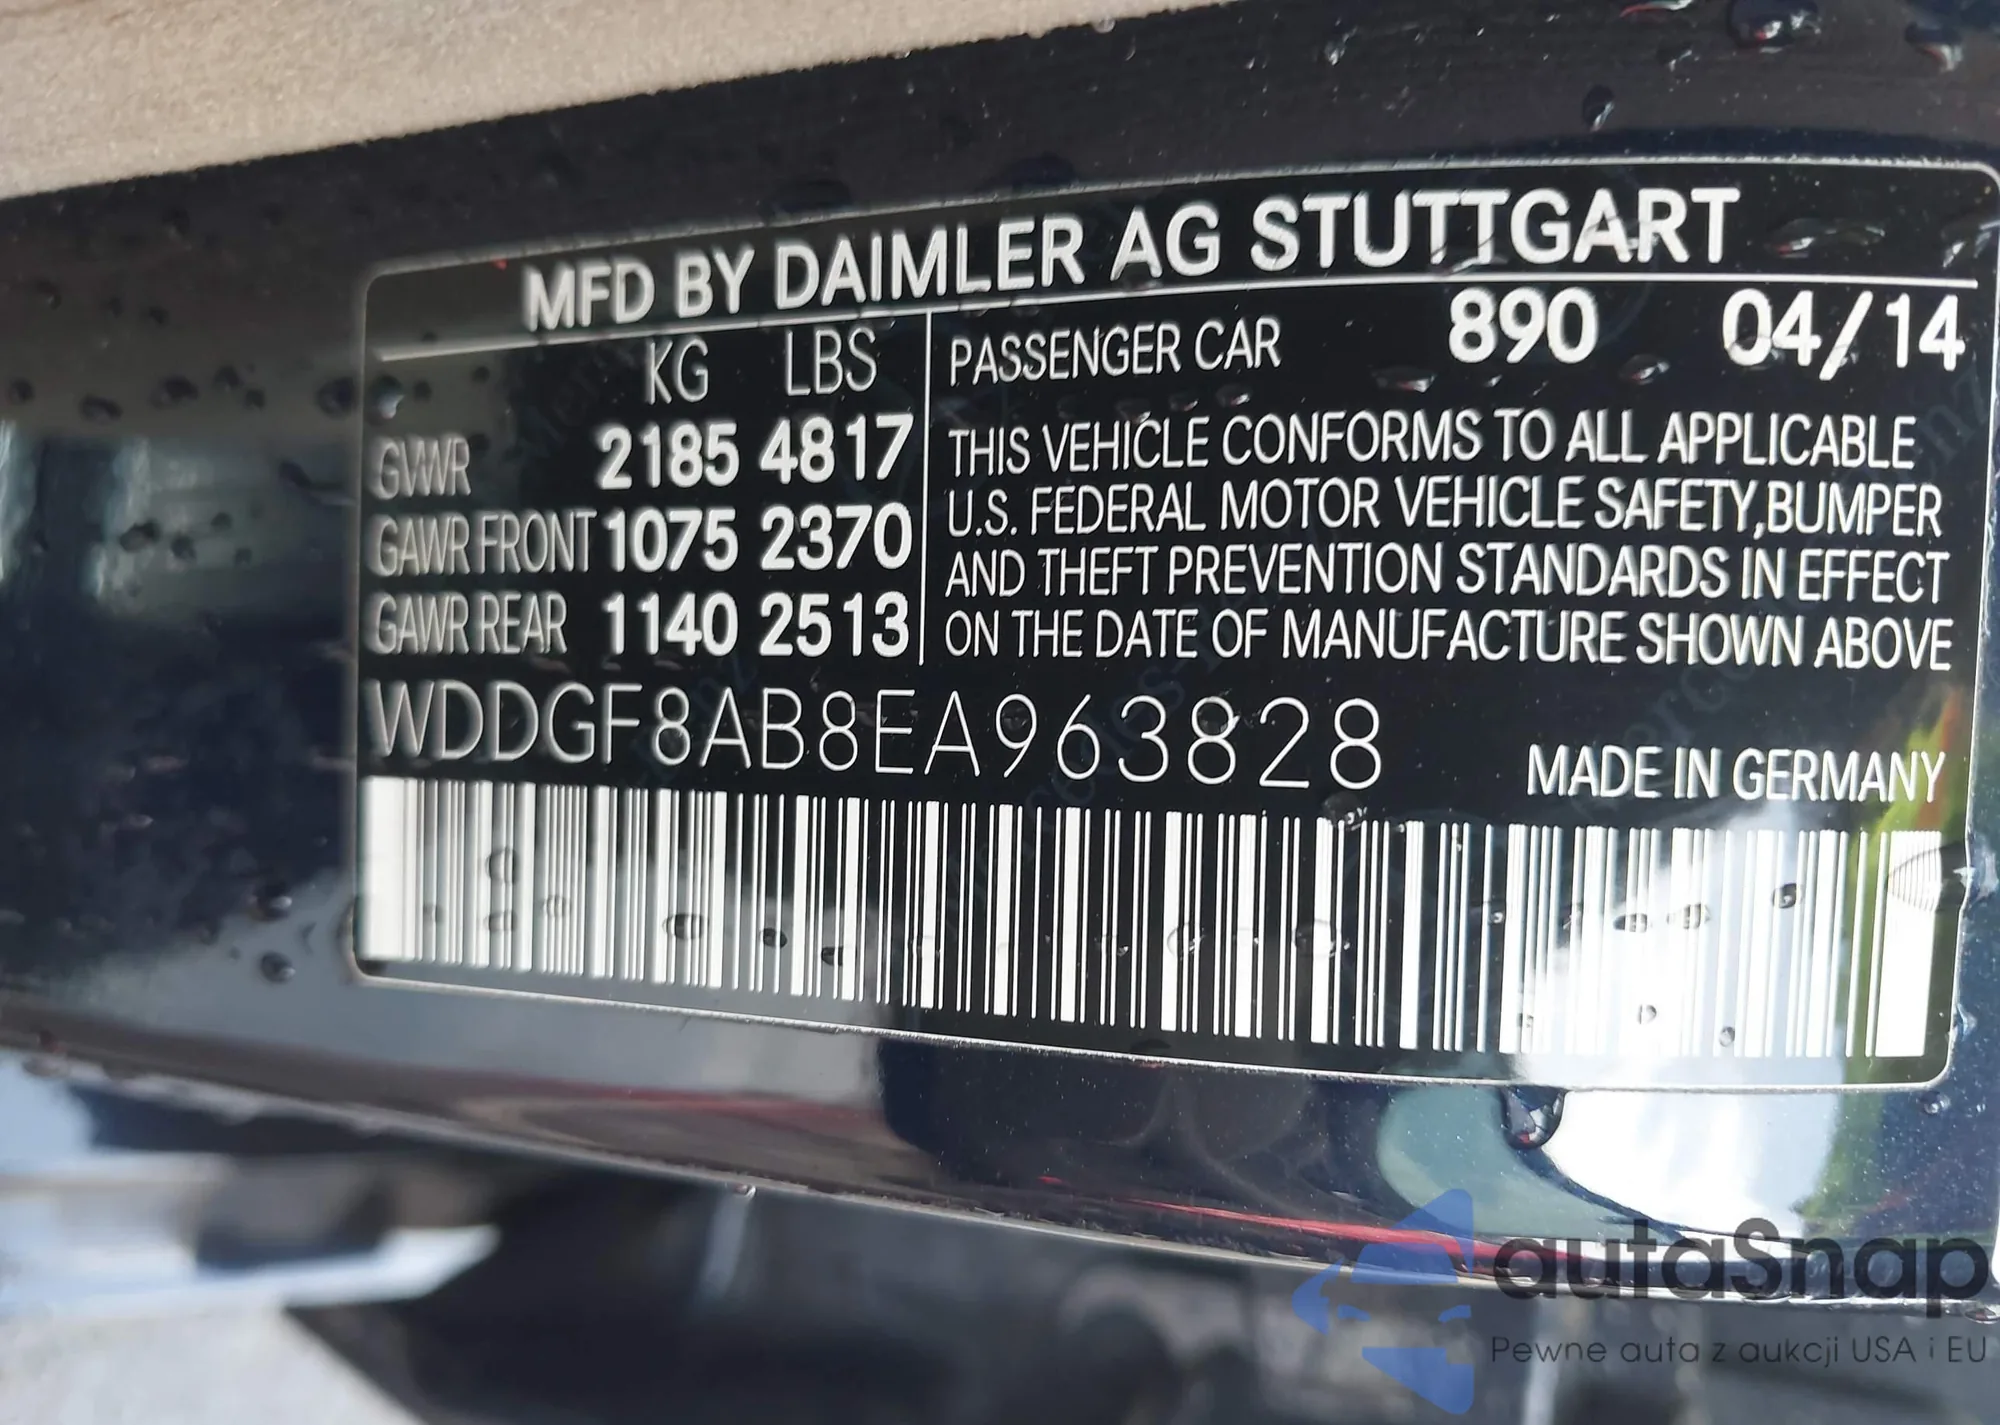 MFD BY DAIMLER AG STUTTGART
KG LBS
GVWR 2185 4817
GAWR FRONT 1075 2370
GAWR REAR 1140 2513
PASSENGER CAR 890 04/14
THIS VEHICLE CONFORMS TO ALL APPLICABLE
U.S. FEDERAL MOTOR VEHICLE SAFETY,BUMPER
AND THEFT PREVENTION STANDARDS IN EFFECT
ON THE DATE OF MANUFACTURE SHOWN ABOVE
WDDGF8AB8EA963828
MADE IN GERMANY
autaSnap
Pewne auta z aukcji USA i EU